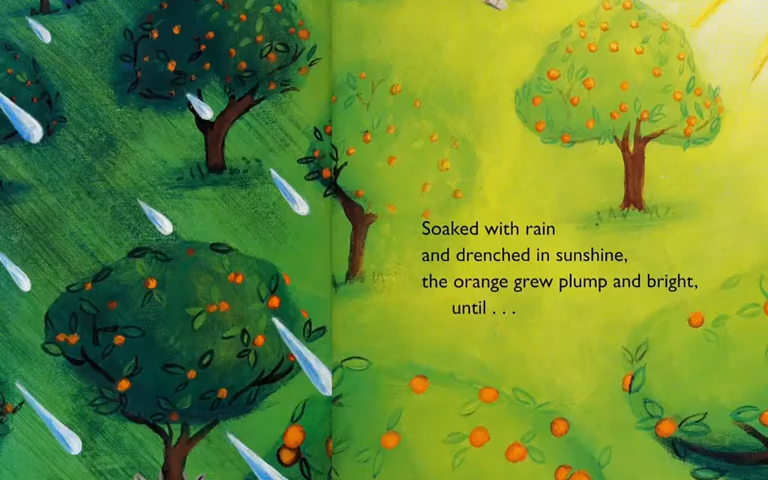 Soaked with rain
and drenched in sunshine,
the orange grew plump and bright,
until . . .